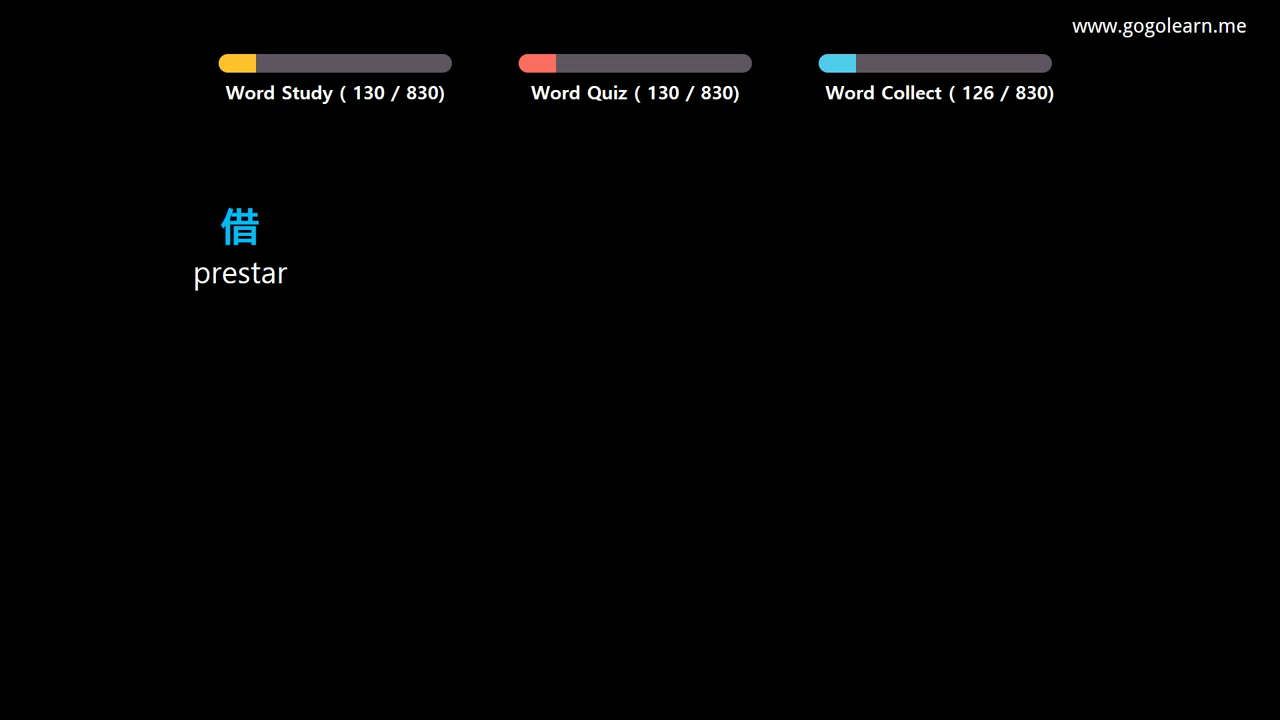 www.gogolearn.me
Word Study ( 130 / 830)
Word Quiz ( 130 / 830)
Word Collect ( 126 / 830)
借
prestar